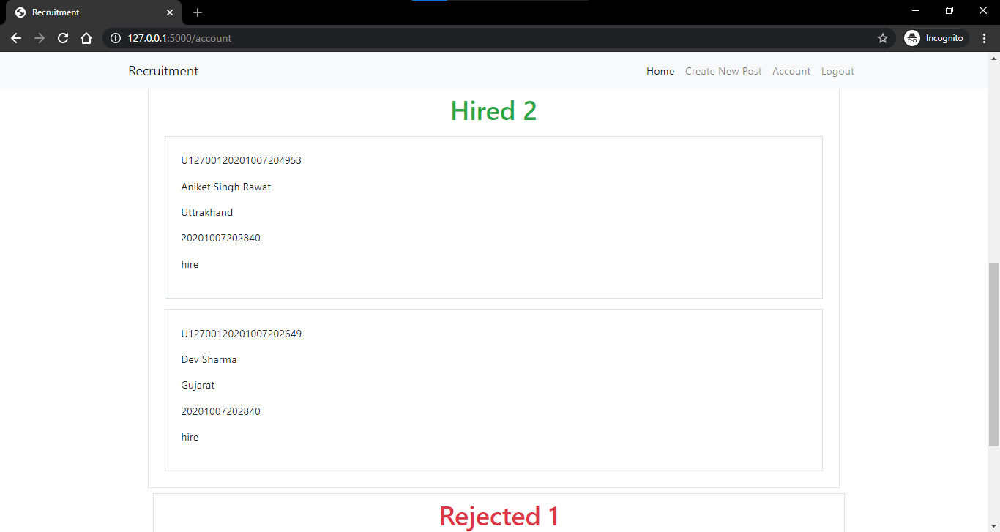 Recruitment
127.0.0.1:5000/account
Incognito
Recruitment
Home Create New Post Account Logout
Hired 2
U12700120201007204953
Aniket Singh Rawat
Uttrakhand
20201007202840
hire
U12700120201007202649
Dev Sharma
Gujarat
20201007202840
hire
Rejected 1